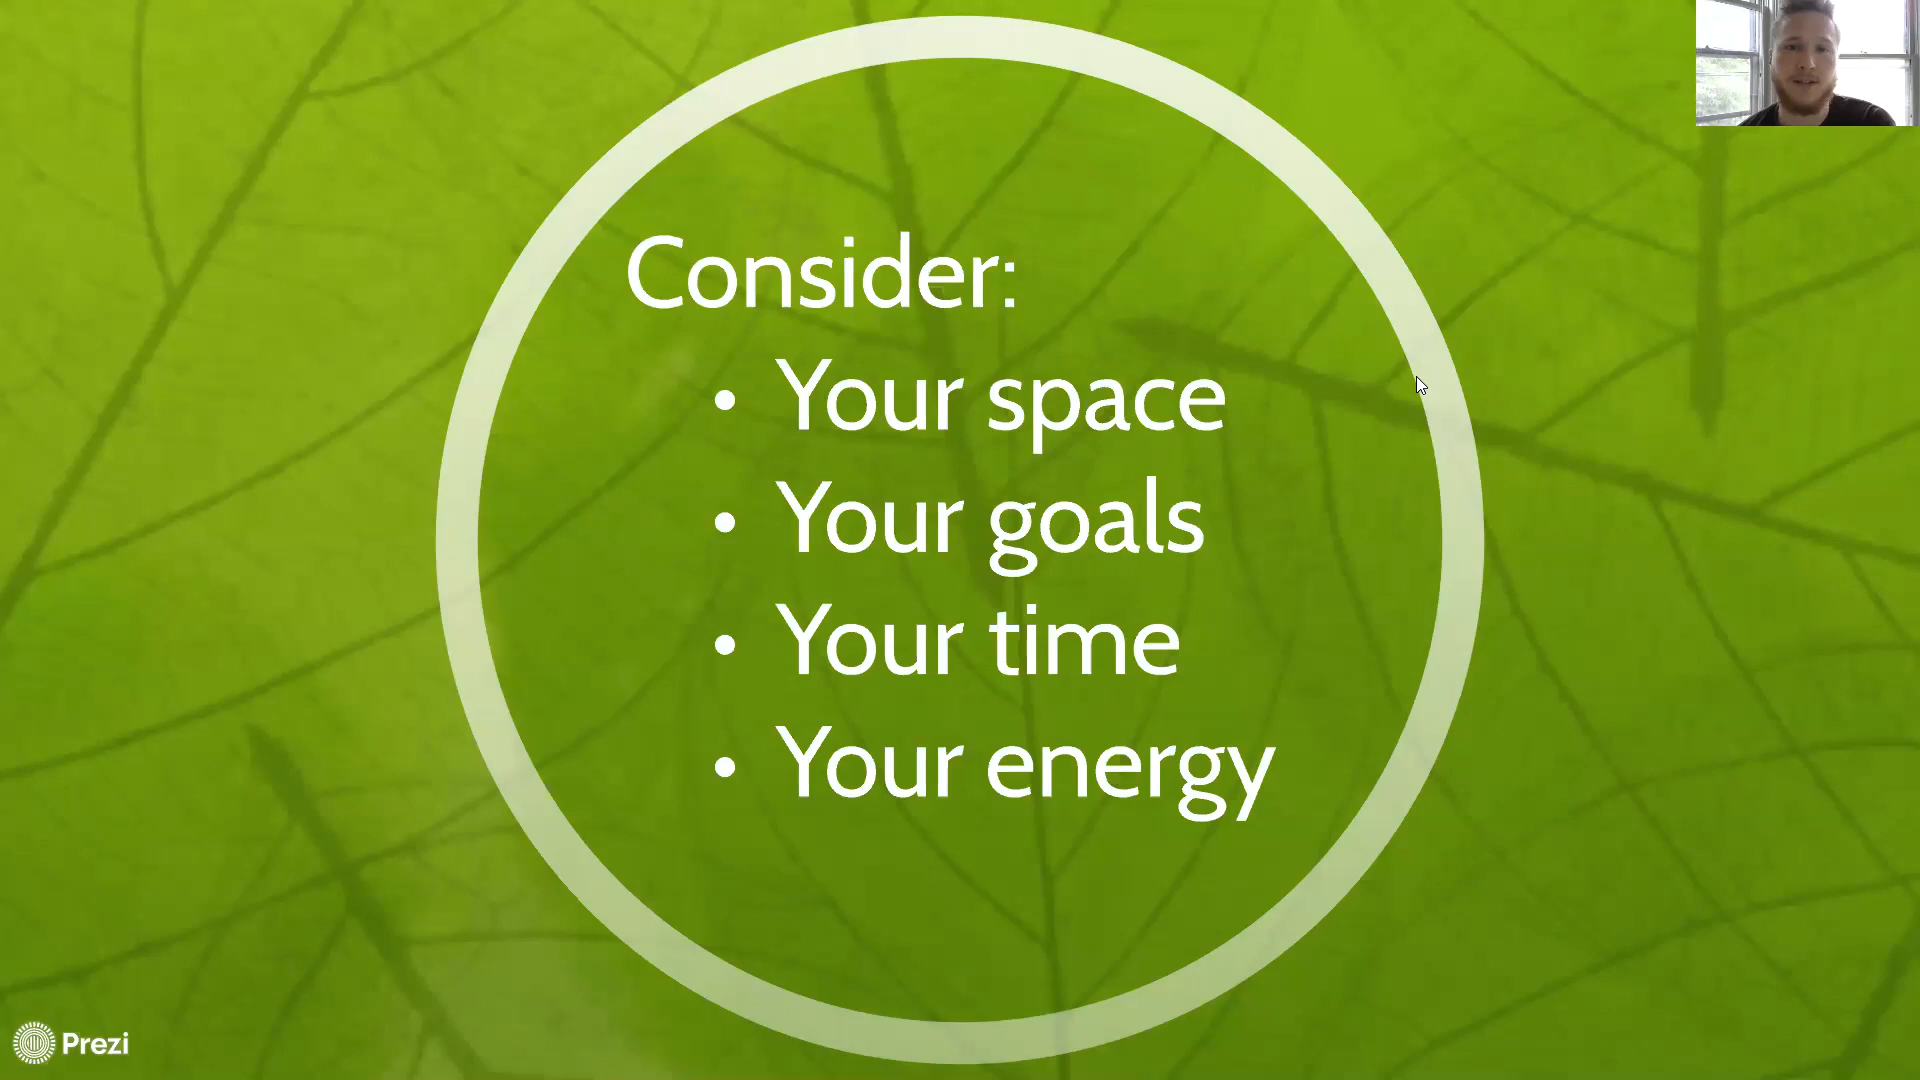 Consider:
• Your space
• Your goals
• Your time
• Your energy
Prezi